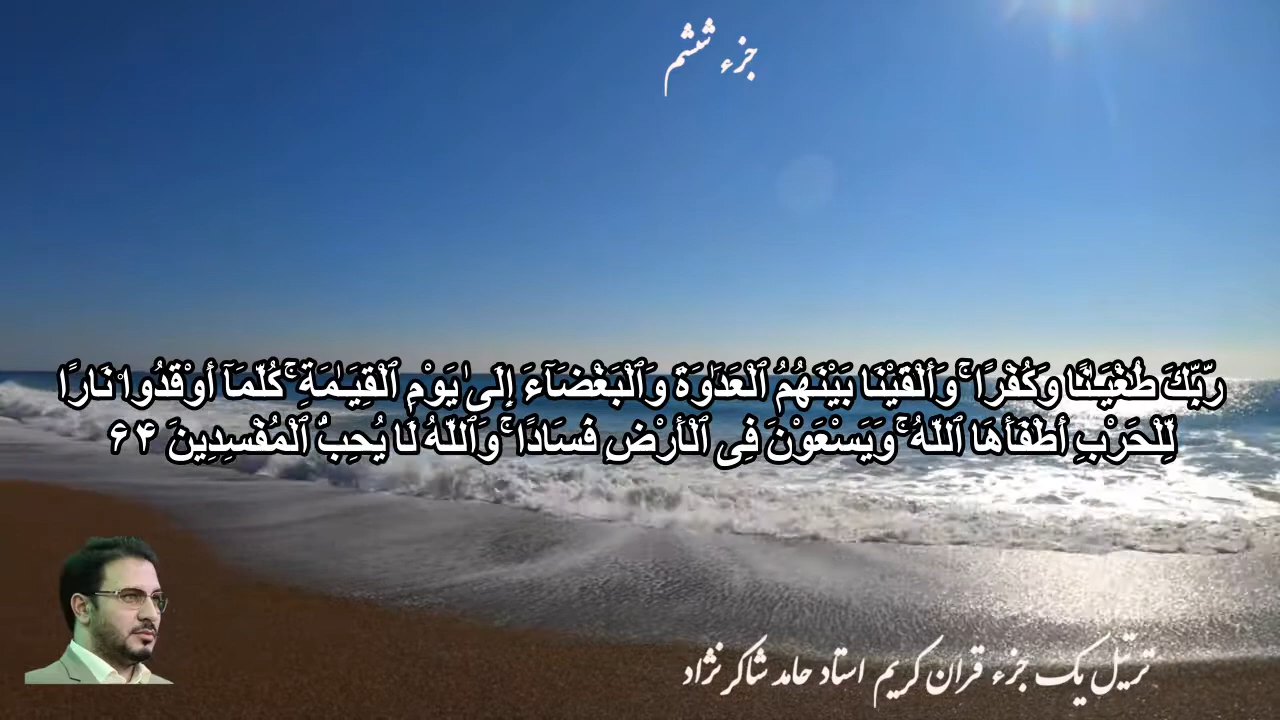 جزء ششم
رَّبِّكَ طُغْيَـٰنًا وَكُفْرًا ۚ وَأَلْقَيْنَا بَيْنَهُمُ ٱلْعَدَٰوَةَ وَٱلْبَغْضَآءَ إِلَىٰ يَوْمِ ٱلْقِيَـٰمَةِ ۚ كُلَّمَآ أَوْقَدُوا۟ نَارًا
لِّلْحَرْبِ أَطْفَأَهَا ٱللَّهُ ۚ وَيَسْعَوْنَ فِى ٱلْأَرْضِ فَسَادًا ۚ وَٱللَّهُ لَا يُحِبُّ ٱلْمُفْسِدِينَ ۶۴
ترتیل یک جزء قران کریم استاد حامد شاکرنژاد